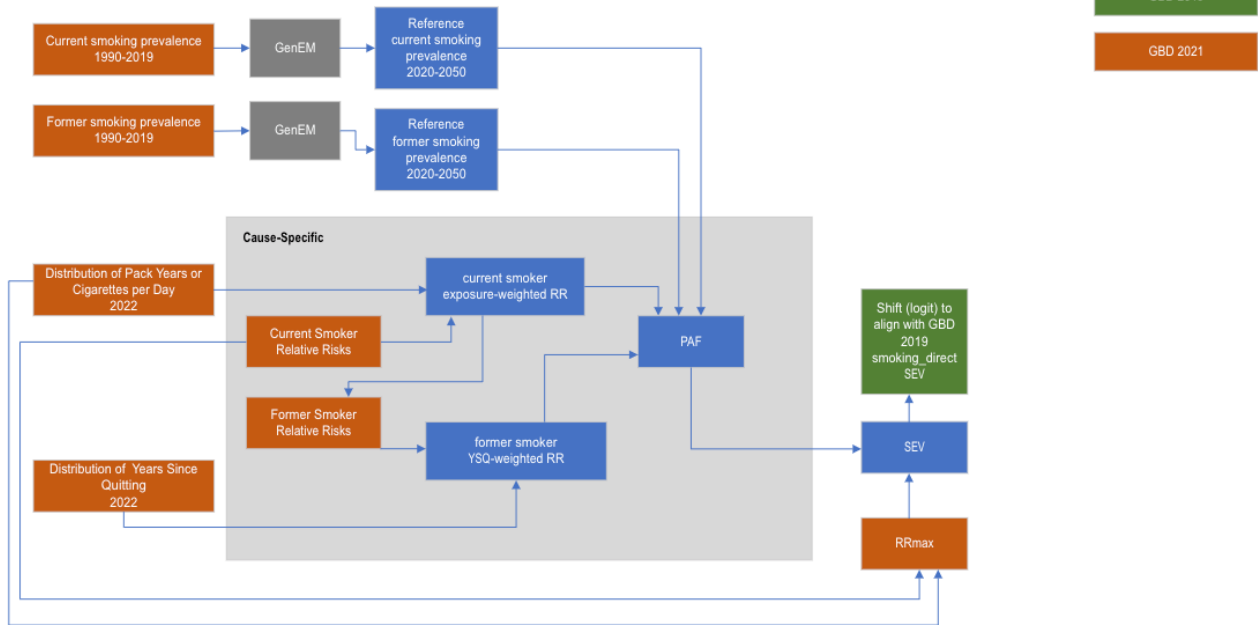 Current smoking prevalence
1990-2019
GenEM
Reference
current smoking
prevalence
2020-2050
GBD 2021
Former smoking prevalence
1990-2019
GenEM
Reference
former smoking
prevalence
2020-2050
Cause-Specific
Distribution of Pack Years or
Cigarettes per Day
2022
current smoker
exposure-weighted RR
Current Smoker
Relative Risks
PAF
Shift (logit) to
align with GBD
2019
smoking_direct
SEV
Former Smoker
Relative Risks
former smoker
YSQ-weighted RR
SEV
Distribution of Years Since
Quitting
2022
RRmax